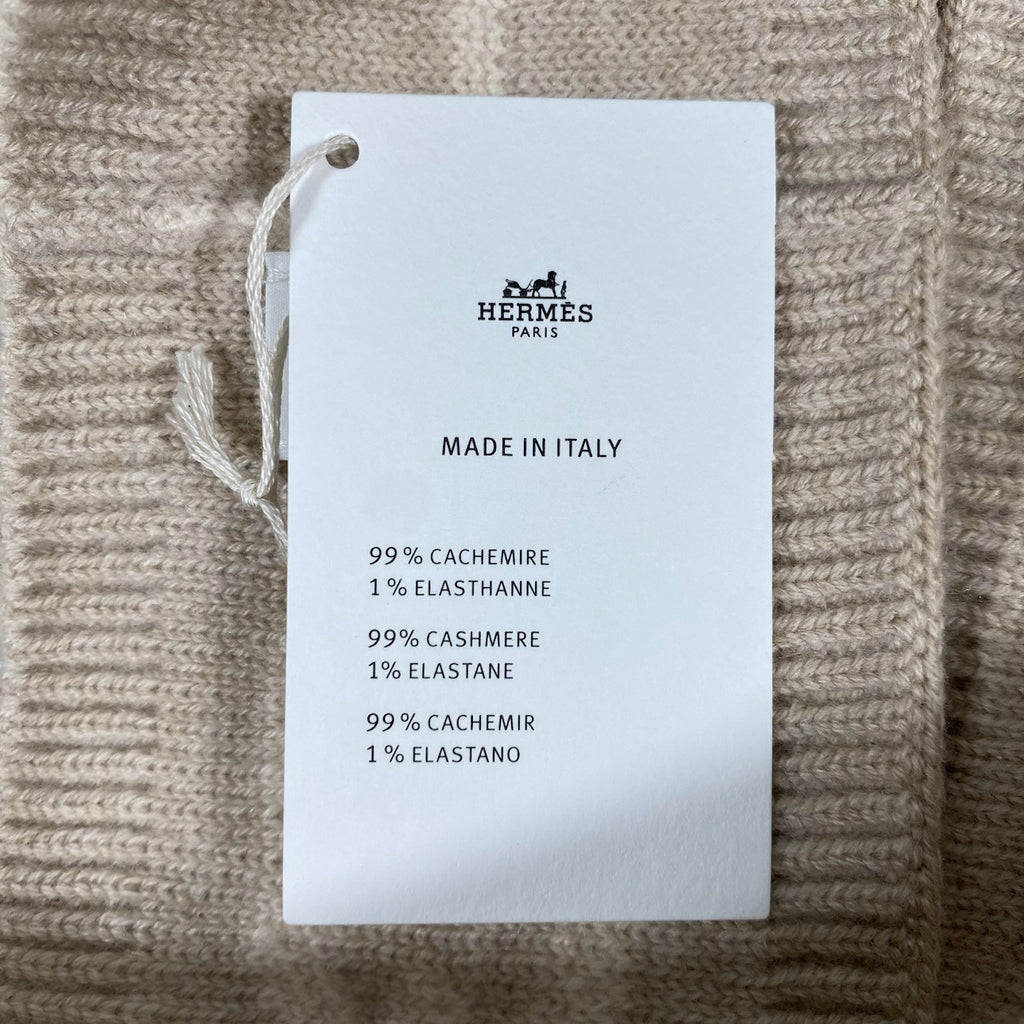 HERMÈS
PARIS
MADE IN ITALY
99% CACHEMIRE
1% ELASTHANNE
99% CASHMERE
1% ELASTANE
99% CACHEMIR
1% ELASTANO